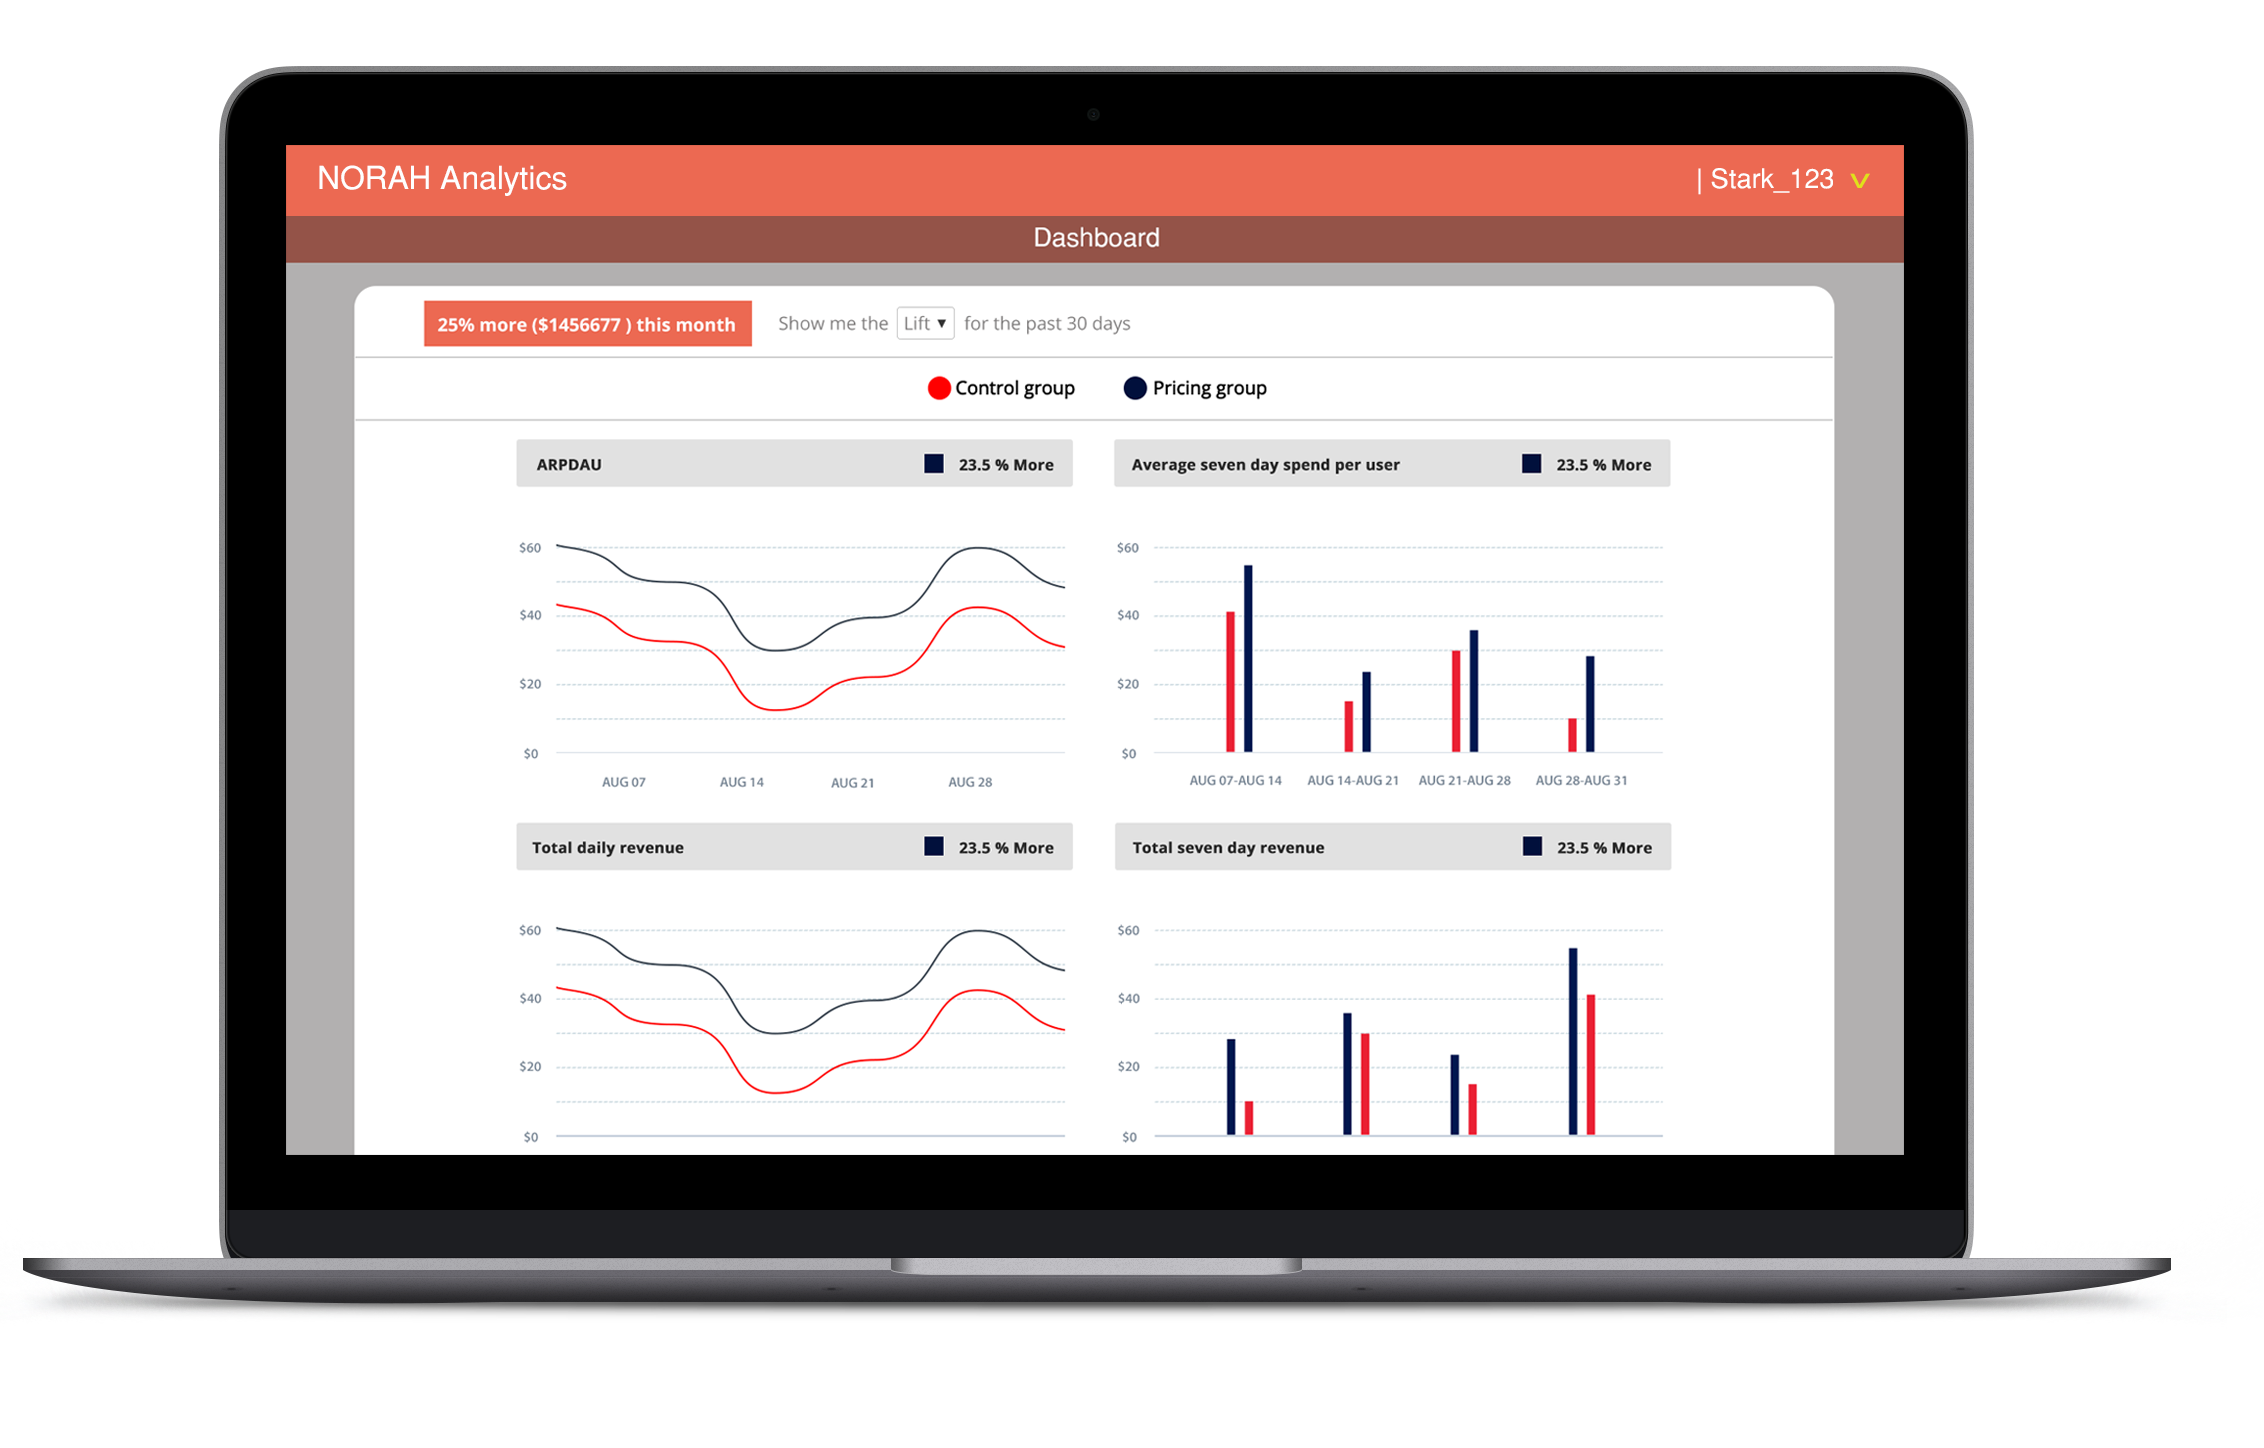 NORAH Analytics
| Stark_123
Dashboard
25% more ($1456677 ) this month
Show me the Lift ▾ for the past 30 days
Control group
Pricing group
ARPDAU
23.5 % More
$60
$40
$20
$0
AUG 07
AUG 14
AUG 21
AUG 28
Average seven day spend per user
23.5 % More
$60
$40
$20
$0
AUG 07-AUG 14
AUG 14-AUG 21
AUG 21-AUG 28
AUG 28-AUG 31
Total daily revenue
23.5 % More
$60
$40
$20
$0
Total seven day revenue
23.5 % More
$60
$40
$20
$0